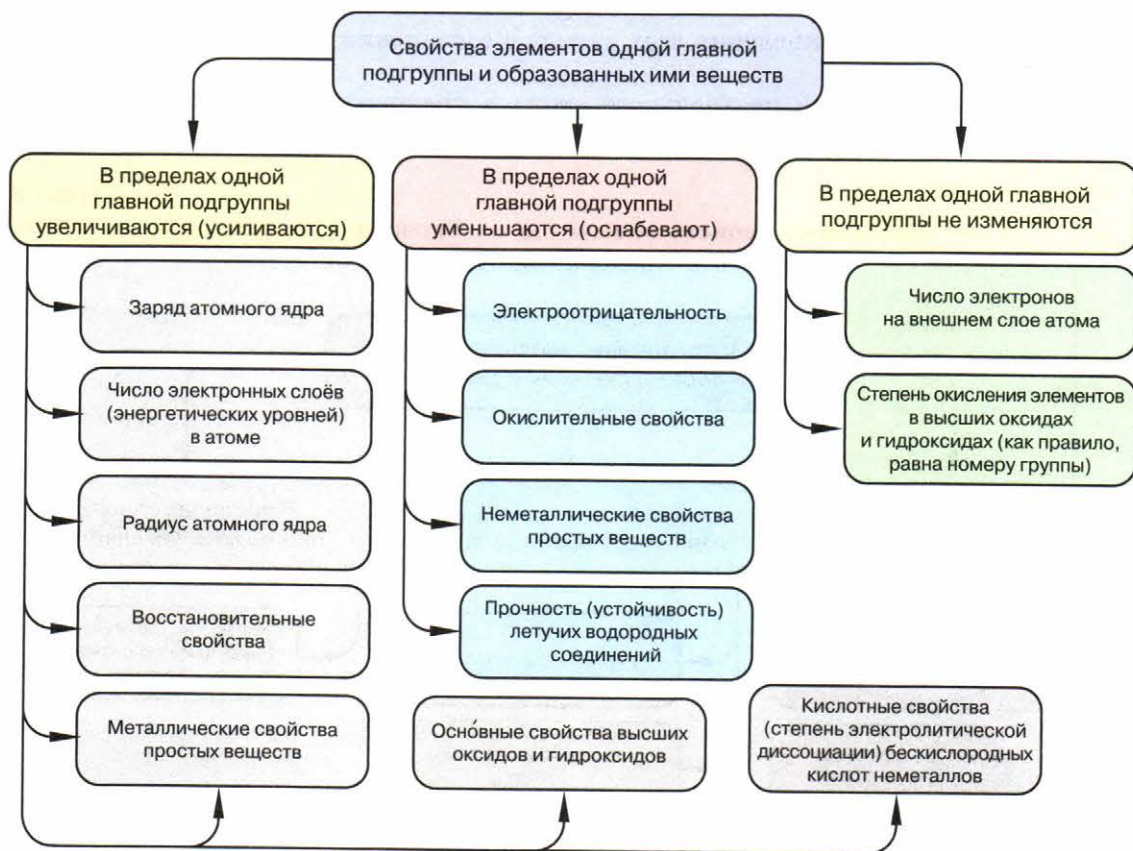 Свойства элементов одной главной
подгруппы и образованных ими веществ
В пределах одной
главной подгруппы
увеличиваются (усиливаются)
Заряд атомного ядра
Число электронных слоёв
(энергетических уровней)
в атоме
Радиус атомного ядра
Восстановительные
свойства
Металлические свойства
простых веществ
В пределах одной
главной подгруппы
уменьшаются (ослабевают)
Электроотрицательность
Окислительные свойства
Неметаллические свойства
простых веществ
Прочность (устойчивость)
летучих водородных
соединений
Осно́вные свойства высших
оксидов и гидроксидов
В пределах одной главной
подгруппы не изменяются
Число электронов
на внешнем слое атома
Степень окисления элементов
в высших оксидах
и гидроксидах (как правило,
равна номеру группы)
Кислотные свойства
(степень электролитической
диссоциации) бескислородных
кислот неметаллов